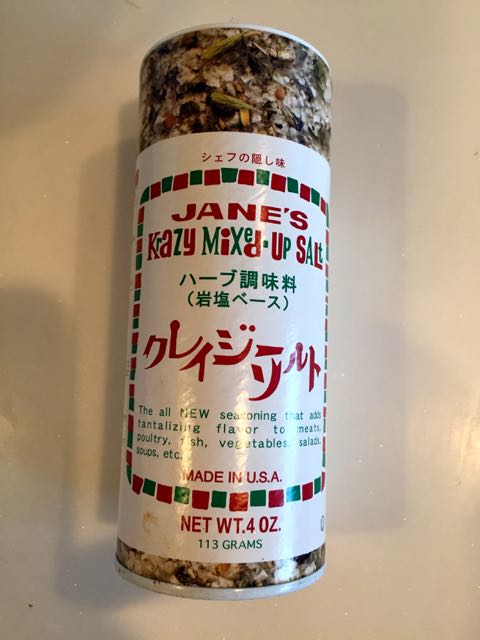 シェフの隠し味
JANE'S
Krazy Mixed-Up SALt
ハーブ調味料
(岩塩ベース)
クレイジーソルト
The all NEW seasoning that adds
tantalizing flavor to meats,
poultry, fish, vegetables, salads,
soups, etc.
MADE IN U.S.A.
NET WT.4 OZ.
113 GRAMS